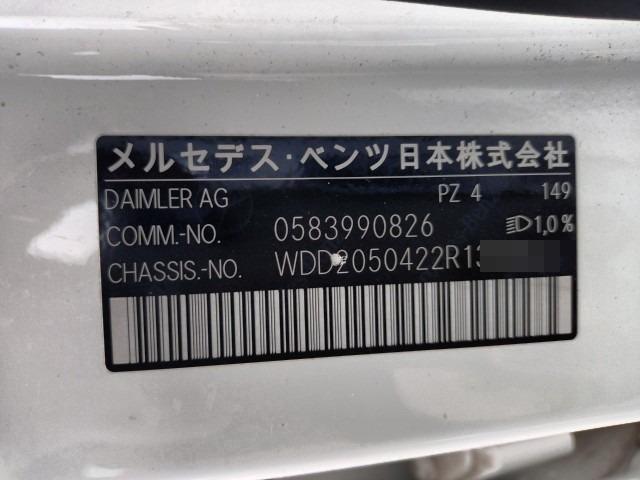 メルセデス・ベンツ日本株式会社
DAIMLER AG PZ 4 149
COMM.-NO. 0583990826 1,0%
CHASSIS.-NO. WDD2050422R13